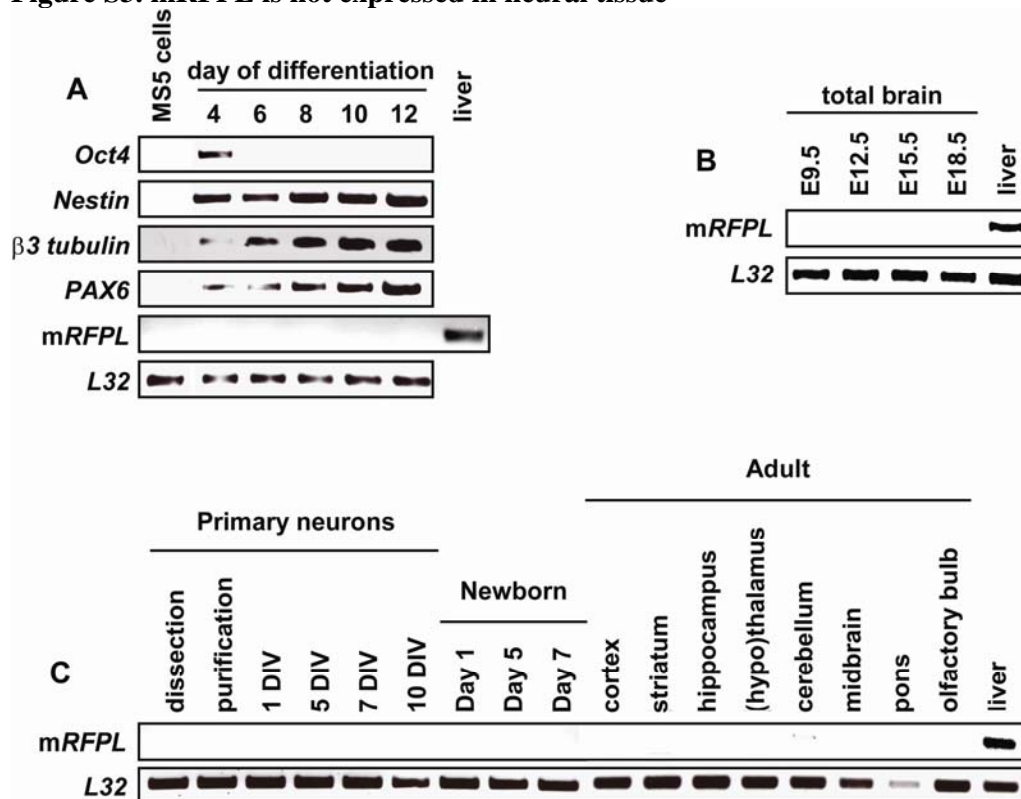 Figure S3: mRFPL is not expressed in neural tissue
A
MS5 cells
day of differentiation
4 6 8 10 12
liver
Oct4
Nestin
β3 tubulin
PAX6
mRFPL
L32
B
total brain
E9.5 E12.5 E15.5 E18.5 liver
mRFPL
L32
C
Primary neurons
Newborn
Adult
dissection purification 1 DIV 5 DIV 7 DIV 10 DIV Day 1 Day 5 Day 7 cortex striatum hippocampus (hypo)thalamus cerebellum midbrain pons olfactory bulb liver
mRFPL
L32